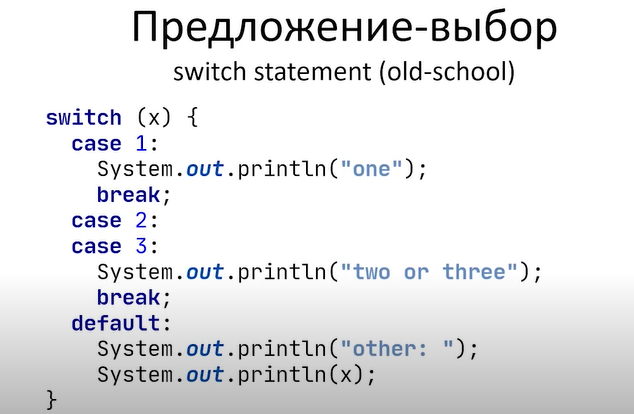 Предложение-выбор
switch statement (old-school)
switch (x) {
  case 1:
    System.out.println("one");
    break;
  case 2:
  case 3:
    System.out.println("two or three");
    break;
  default:
    System.out.println("other: ");
    System.out.println(x);
}